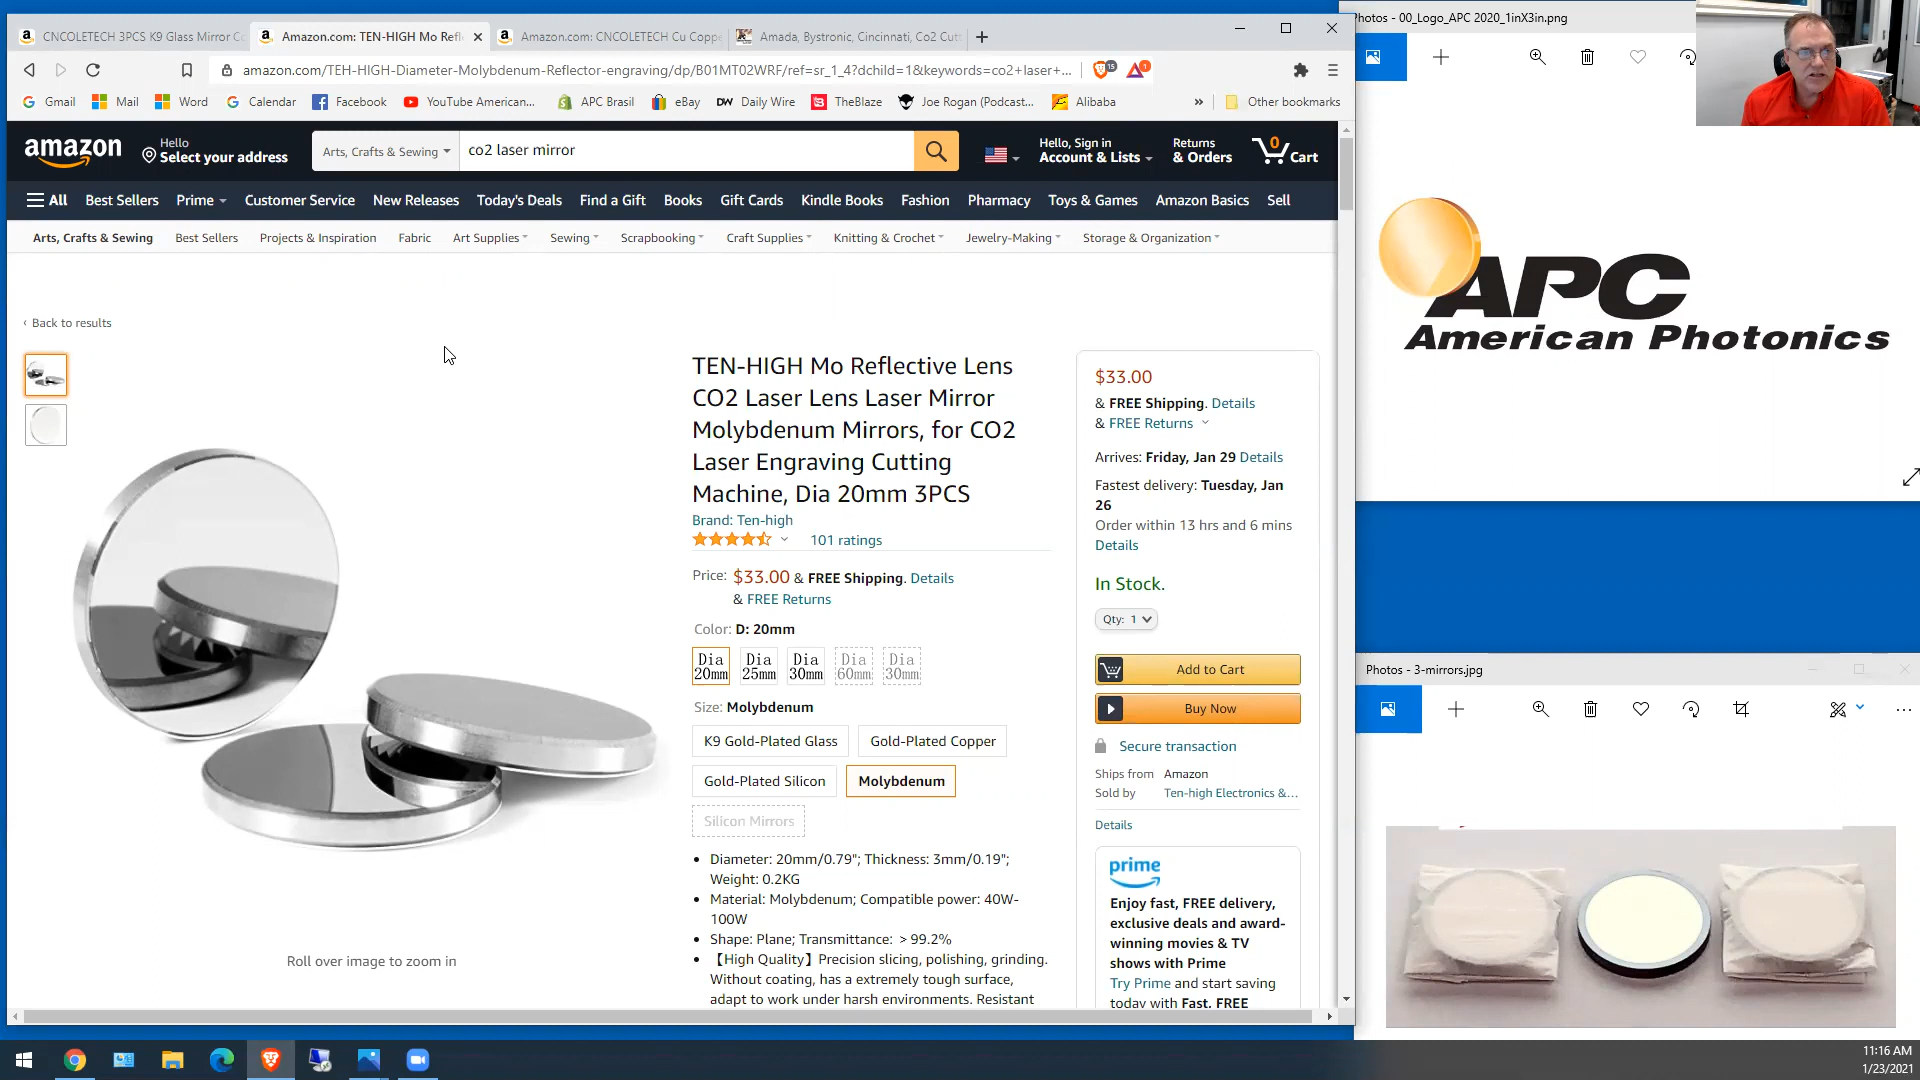 CNCOLETECH 3PCS K9 Glass Mirror Co
Amazon.com: TEN-HIGH Mo Refl
Amazon.com: CNCOLETECH Cu Coppe
Amada, Bystronic, Cincinnati, Co2 Cutt
Photos - 00_Logo_APC 2020_1inX3in.png
amazon.com/TEH-HIGH-Diameter-Molybdenum-Reflector-engraving/dp/B01MT02WRF/ref=sr_1_4?dchild=1&keywords=co2+laser+...
15
1
Gmail
Mail
Word
Calendar
Facebook
YouTube American...
APC Brasil
eBay
DW Daily Wire
TheBlaze
Joe Rogan (Podcast...
Alibaba
»
Other bookmarks
amazon
Hello
Select your address
Arts, Crafts & Sewing
co2 laser mirror
Hello, Sign in
Account & Lists
Returns
& Orders
0
Cart
All
Best Sellers
Prime
Customer Service
New Releases
Today's Deals
Find a Gift
Books
Gift Cards
Kindle Books
Fashion
Pharmacy
Toys & Games
Amazon Basics
Sell
Arts, Crafts & Sewing
Best Sellers
Projects & Inspiration
Fabric
Art Supplies
Sewing
Scrapbooking
Craft Supplies
Knitting & Crochet
Jewelry-Making
Storage & Organization
‹ Back to results
TEN-HIGH Mo Reflective Lens
CO2 Laser Lens Laser Mirror
Molybdenum Mirrors, for CO2
Laser Engraving Cutting
Machine, Dia 20mm 3PCS
Brand: Ten-high
101 ratings
Price: $33.00 & FREE Shipping. Details
& FREE Returns
Color: D: 20mm
Dia
20mm
Dia
25mm
Dia
30mm
Dia
60mm
Dia
30mm
Size: Molybdenum
K9 Gold-Plated Glass
Gold-Plated Copper
Gold-Plated Silicon
Molybdenum
Silicon Mirrors
• Diameter: 20mm/0.79"; Thickness: 3mm/0.19";
Weight: 0.2KG
• Material: Molybdenum; Compatible power: 40W-
100W
• Shape: Plane; Transmittance: > 99.2%
• 【High Quality】Precision slicing, polishing, grinding.
Without coating, has a extremely tough surface,
adapt to work under harsh environments. Resistant
Roll over image to zoom in
$33.00
& FREE Shipping. Details
& FREE Returns
Arrives: Friday, Jan 29 Details
Fastest delivery: Tuesday, Jan
26
Order within 13 hrs and 6 mins
Details
In Stock.
Qty: 1
Add to Cart
Buy Now
Secure transaction
Ships from Amazon
Sold by Ten-high Electronics &...
Details
prime
Enjoy fast, FREE delivery,
exclusive deals and award-
winning movies & TV
shows with Prime
Try Prime and start saving
today with Fast, FREE
APC
American Photonics
Photos - 3-mirrors.jpg
11:16 AM
1/23/2021